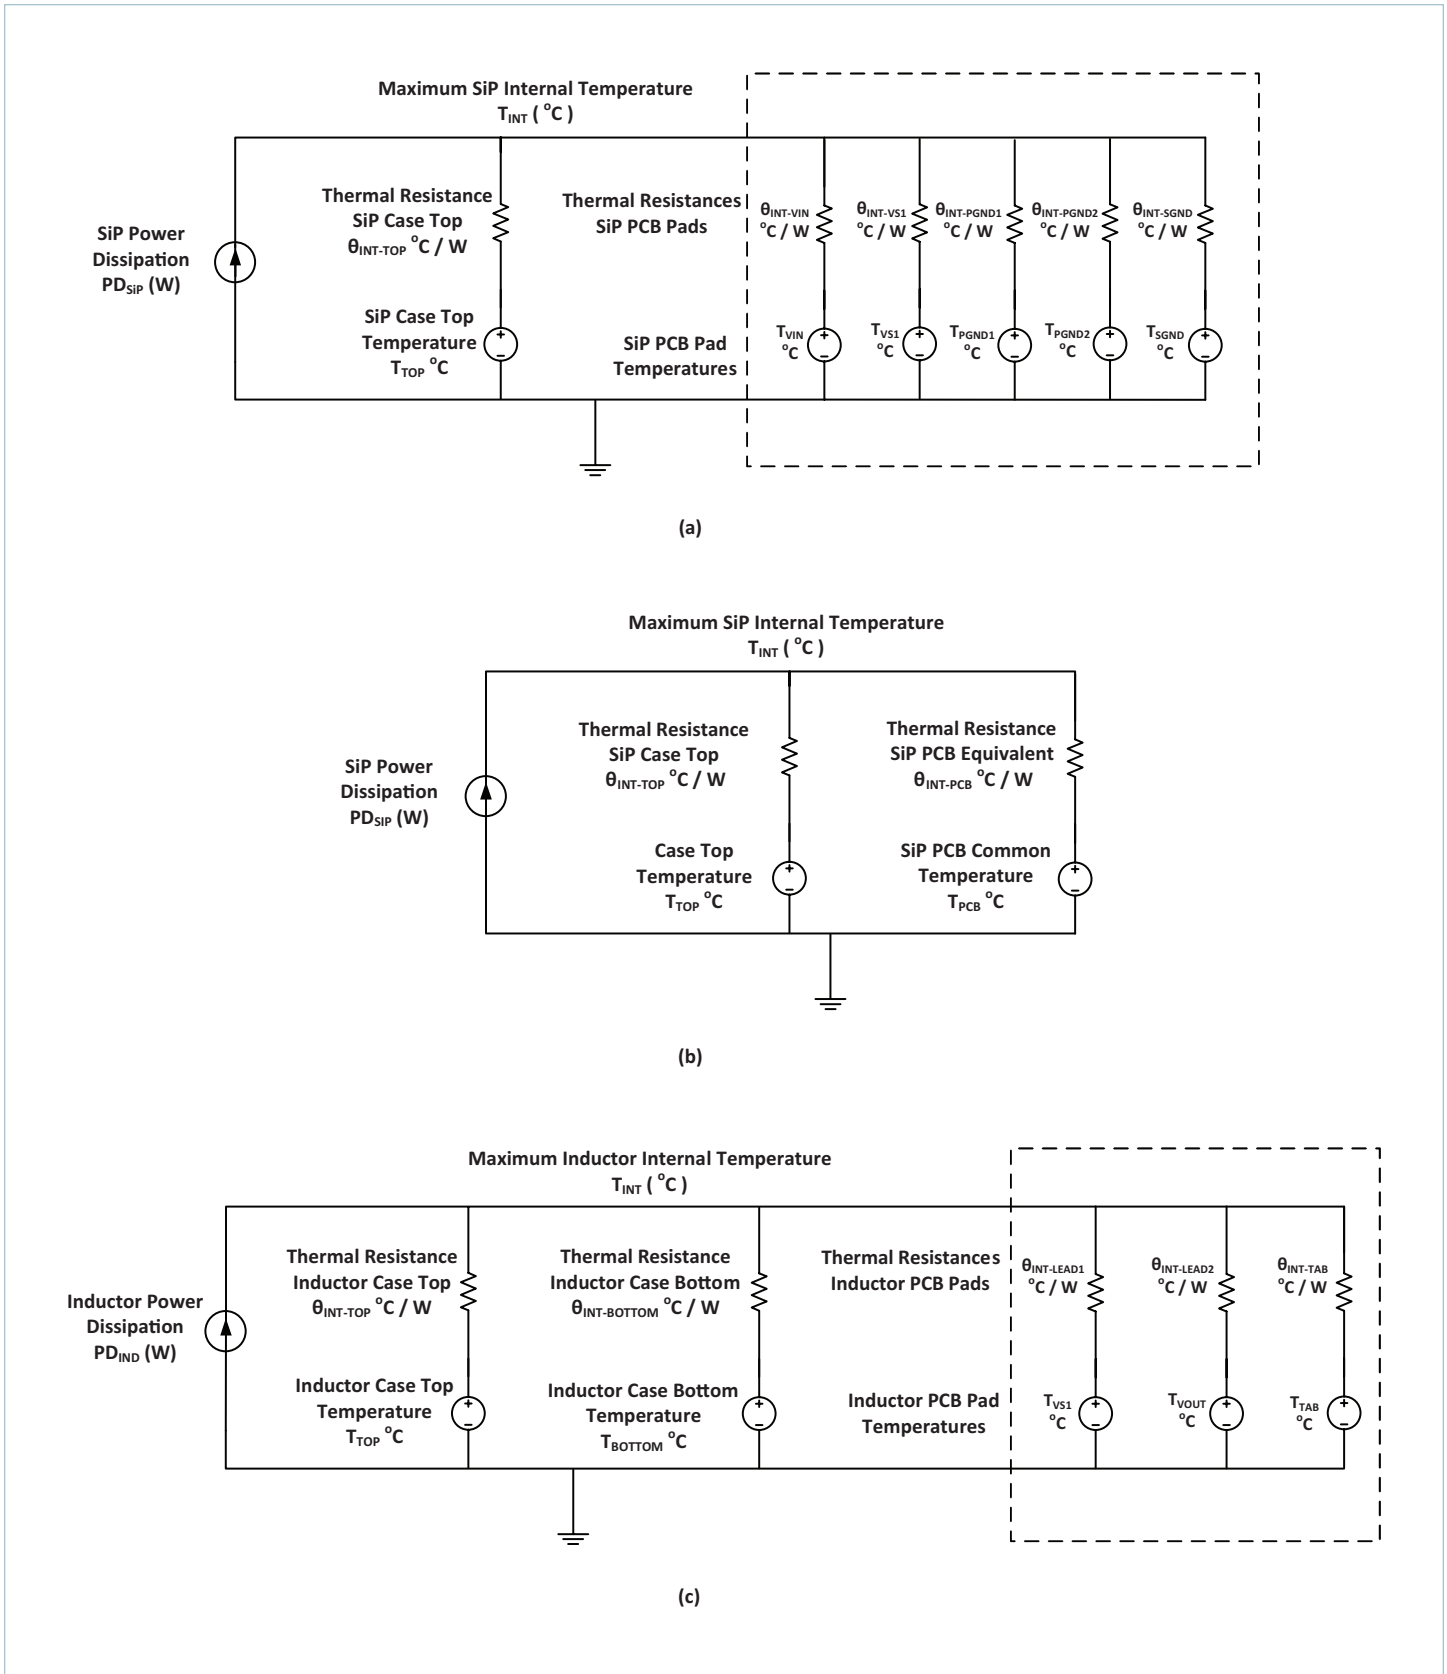 Maximum SiP Internal Temperature
TINT ( °C )
SiP Power
Dissipation
PDSiP (W)
Thermal Resistance
SiP Case Top
θINT-TOP °C / W
SiP Case Top
Temperature
TTOP °C
Thermal Resistances
SiP PCB Pads
SiP PCB Pad
Temperatures
θINT-VIN
°C / W
θINT-VS1
°C / W
θINT-PGND1
°C / W
θINT-PGND2
°C / W
θINT-SGND
°C / W
TVIN
°C
TVS1
°C
TPGND1
°C
TPGND2
°C
TSGND
°C
(a)
Maximum SiP Internal Temperature
TINT ( °C )
SiP Power
Dissipation
PDSIP (W)
Thermal Resistance
SiP Case Top
θINT-TOP °C / W
Case Top
Temperature
TTOP °C
Thermal Resistance
SiP PCB Equivalent
θINT-PCB °C / W
SiP PCB Common
Temperature
TPCB °C
(b)
Maximum Inductor Internal Temperature
TINT ( °C )
Inductor Power
Dissipation
PDIND (W)
Thermal Resistance
Inductor Case Top
θINT-TOP °C / W
Inductor Case Top
Temperature
TTOP °C
Thermal Resistance
Inductor Case Bottom
θINT-BOTTOM °C / W
Inductor Case Bottom
Temperature
TBOTTOM °C
Thermal Resistances
Inductor PCB Pads
Inductor PCB Pad
Temperatures
θINT-LEAD1
°C / W
θINT-LEAD2
°C / W
θINT-TAB
°C / W
TVS1
°C
TVOUT
°C
TTAB
°C
(c)